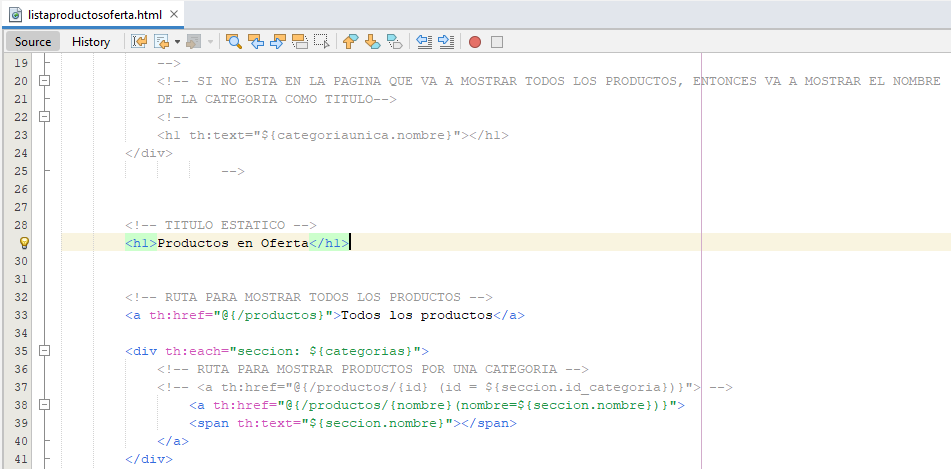 listaproductosoferta.html
Source History
19 -->
20 <!-- SI NO ESTA EN LA PAGINA QUE VA A MOSTRAR TODOS LOS PRODUCTOS, ENTONCES VA A MOSTRAR EL NOMBRE
21 DE LA CATEGORIA COMO TITULO-->
22 <!--
23 <h1 th:text="${categoriaunica.nombre}"></h1>
24 </div>
25 -->
26
27
28 <!-- TITULO ESTATICO -->
<h1>Productos en Oferta</h1>
30
31
32 <!-- RUTA PARA MOSTRAR TODOS LOS PRODUCTOS -->
33 <a th:href="@{/productos}">Todos los productos</a>
34
35 <div th:each="seccion: ${categorias}">
36 <!-- RUTA PARA MOSTRAR PRODUCTOS POR UNA CATEGORIA -->
37 <!-- <a th:href="@{/productos/{id} (id = ${seccion.id_categoria})}"> -->
38 <a th:href="@{/productos/{nombre}(nombre=${seccion.nombre})}">
39 <span th:text="${seccion.nombre}"></span>
40 </a>
41 </div>